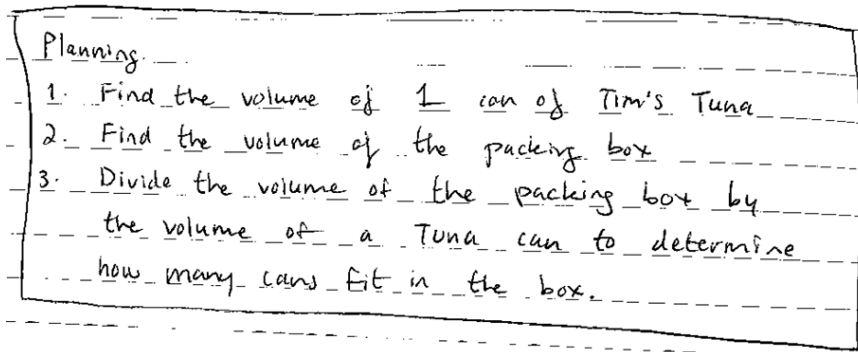 Planning.
1. Find the volume of 1 can of Tim's Tuna
2. Find the volume of the packing box
3. Divide the volume of the packing box by
the volume of a Tuna can to determine
how many cans fit in the box.